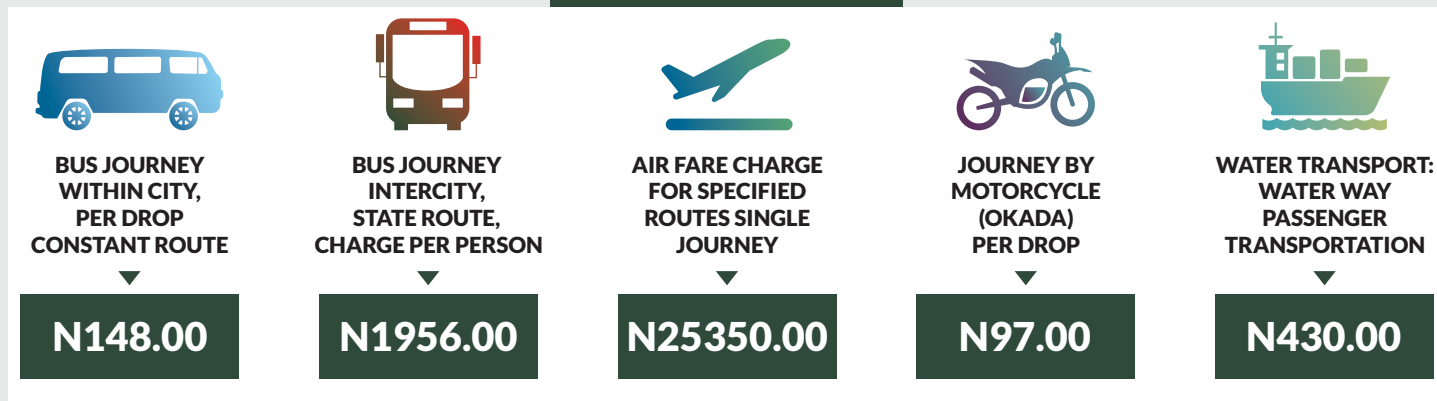 BUS JOURNEY
WITHIN CITY,
PER DROP
CONSTANT ROUTE
N148.00
BUS JOURNEY
INTERCITY,
STATE ROUTE,
CHARGE PER PERSON
N1956.00
AIR FARE CHARGE
FOR SPECIFIED
ROUTES SINGLE
JOURNEY
N25350.00
JOURNEY BY
MOTORCYCLE
(OKADA)
PER DROP
N97.00
WATER TRANSPORT:
WATER WAY
PASSENGER
TRANSPORTATION
N430.00